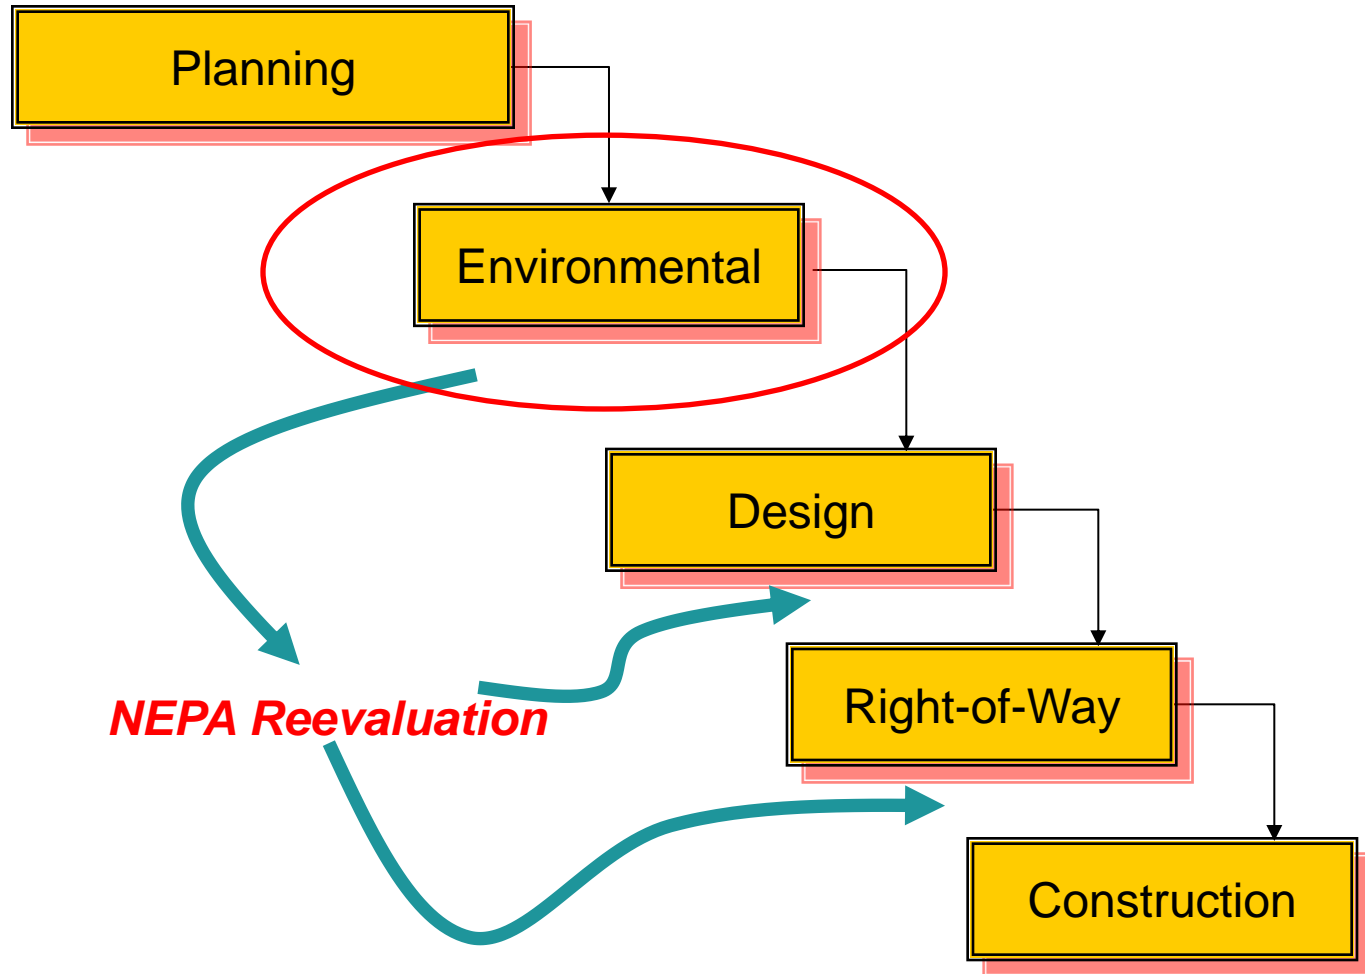 Planning
Environmental
Design
Right-of-Way
NEPA Reevaluation
Construction